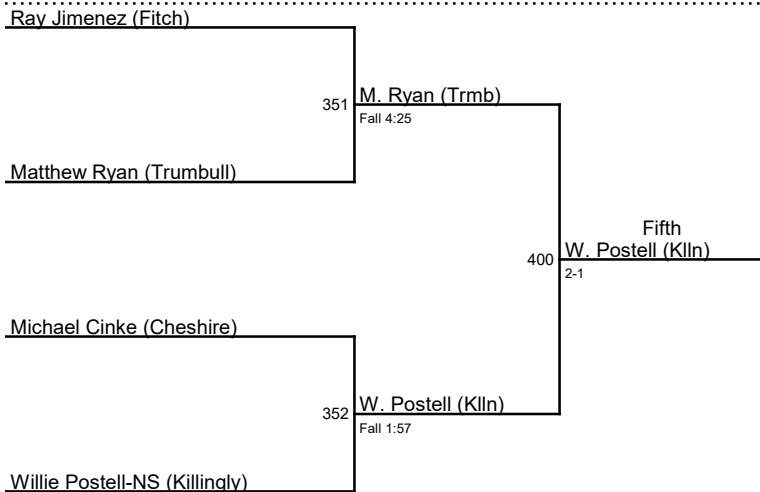 Ray Jimenez (Fitch)
351
M. Ryan (Trmb)
Fall 4:25
Matthew Ryan (Trumbull)
Fifth
400
W. Postell (Klln)
2-1
Michael Cinke (Cheshire)
352
W. Postell (Klln)
Fall 1:57
Willie Postell-NS (Killingly)